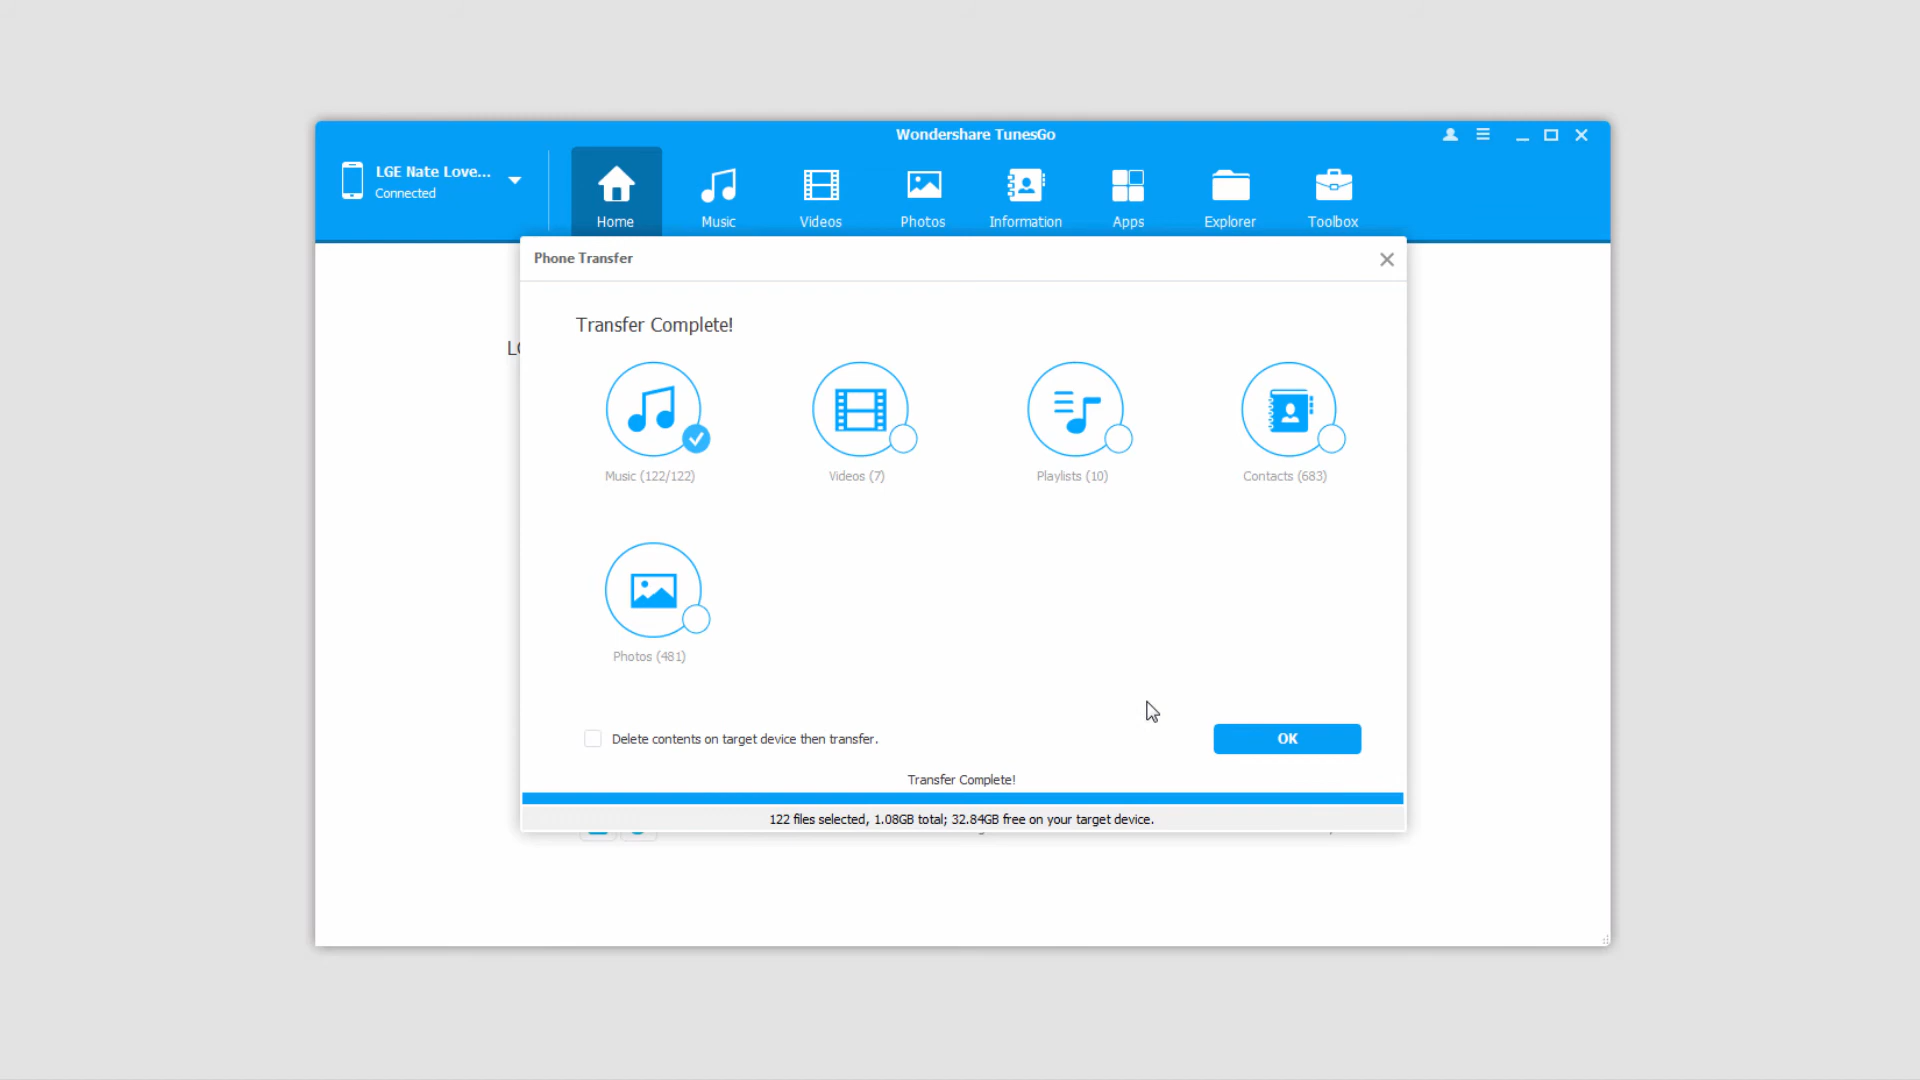 Wondershare TunesGo
LGE Nate Love...
Connected
Home
Music
Videos
Photos
Information
Apps
Explorer
Toolbox
Phone Transfer
Transfer Complete!
Music (122/122)
Videos (7)
Playlists (10)
Contacts (683)
Photos (481)
Delete contents on target device then transfer.
OK
Transfer Complete!
122 files selected, 1.08GB total; 32.84GB free on your target device.